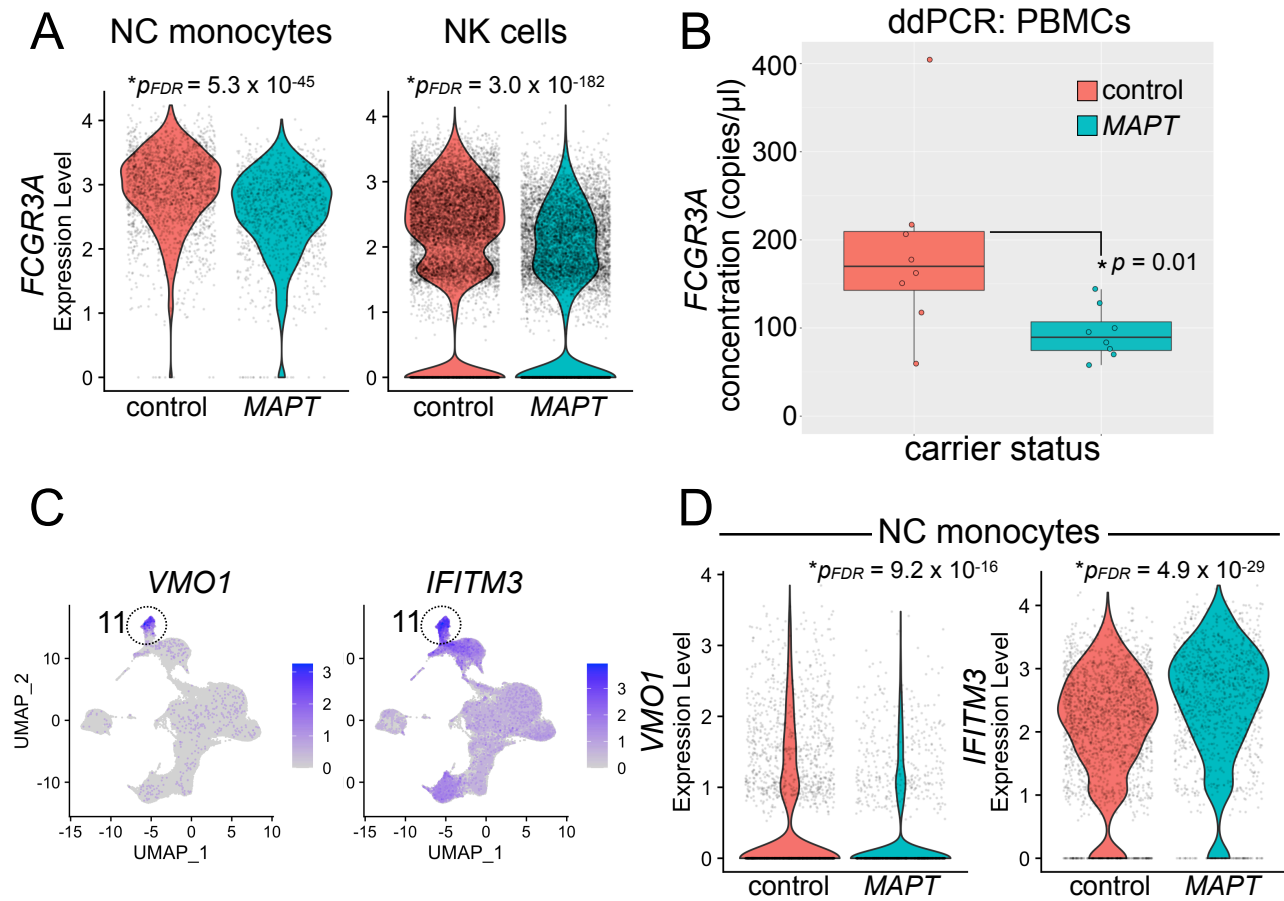 A
NC monocytes
NK cells
*pFDR = 5.3 x 10-45
*pFDR = 3.0 x 10-182
FCGR3A
Expression Level
4
3
2
1
0
4
3
2
1
0
control
MAPT
control
MAPT
B
ddPCR: PBMCs
FCGR3A
concentration (copies/µl)
400
300
200
100
0
control
MAPT
* p = 0.01
carrier status
C
VMO1
IFITM3
11
11
UMAP_2
10
0
-10
0
0
0
3
2
1
0
3
2
1
0
-15 -10 -5 0 5 10
-15 -10 -5 0 5 10
UMAP_1
UMAP_1
D
NC monocytes
*pFDR = 9.2 x 10-16
*pFDR = 4.9 x 10-29
VMO1
Expression Level
4
3
2
1
0
control
MAPT
IFITM3
Expression Level
4
3
2
1
0
control
MAPT